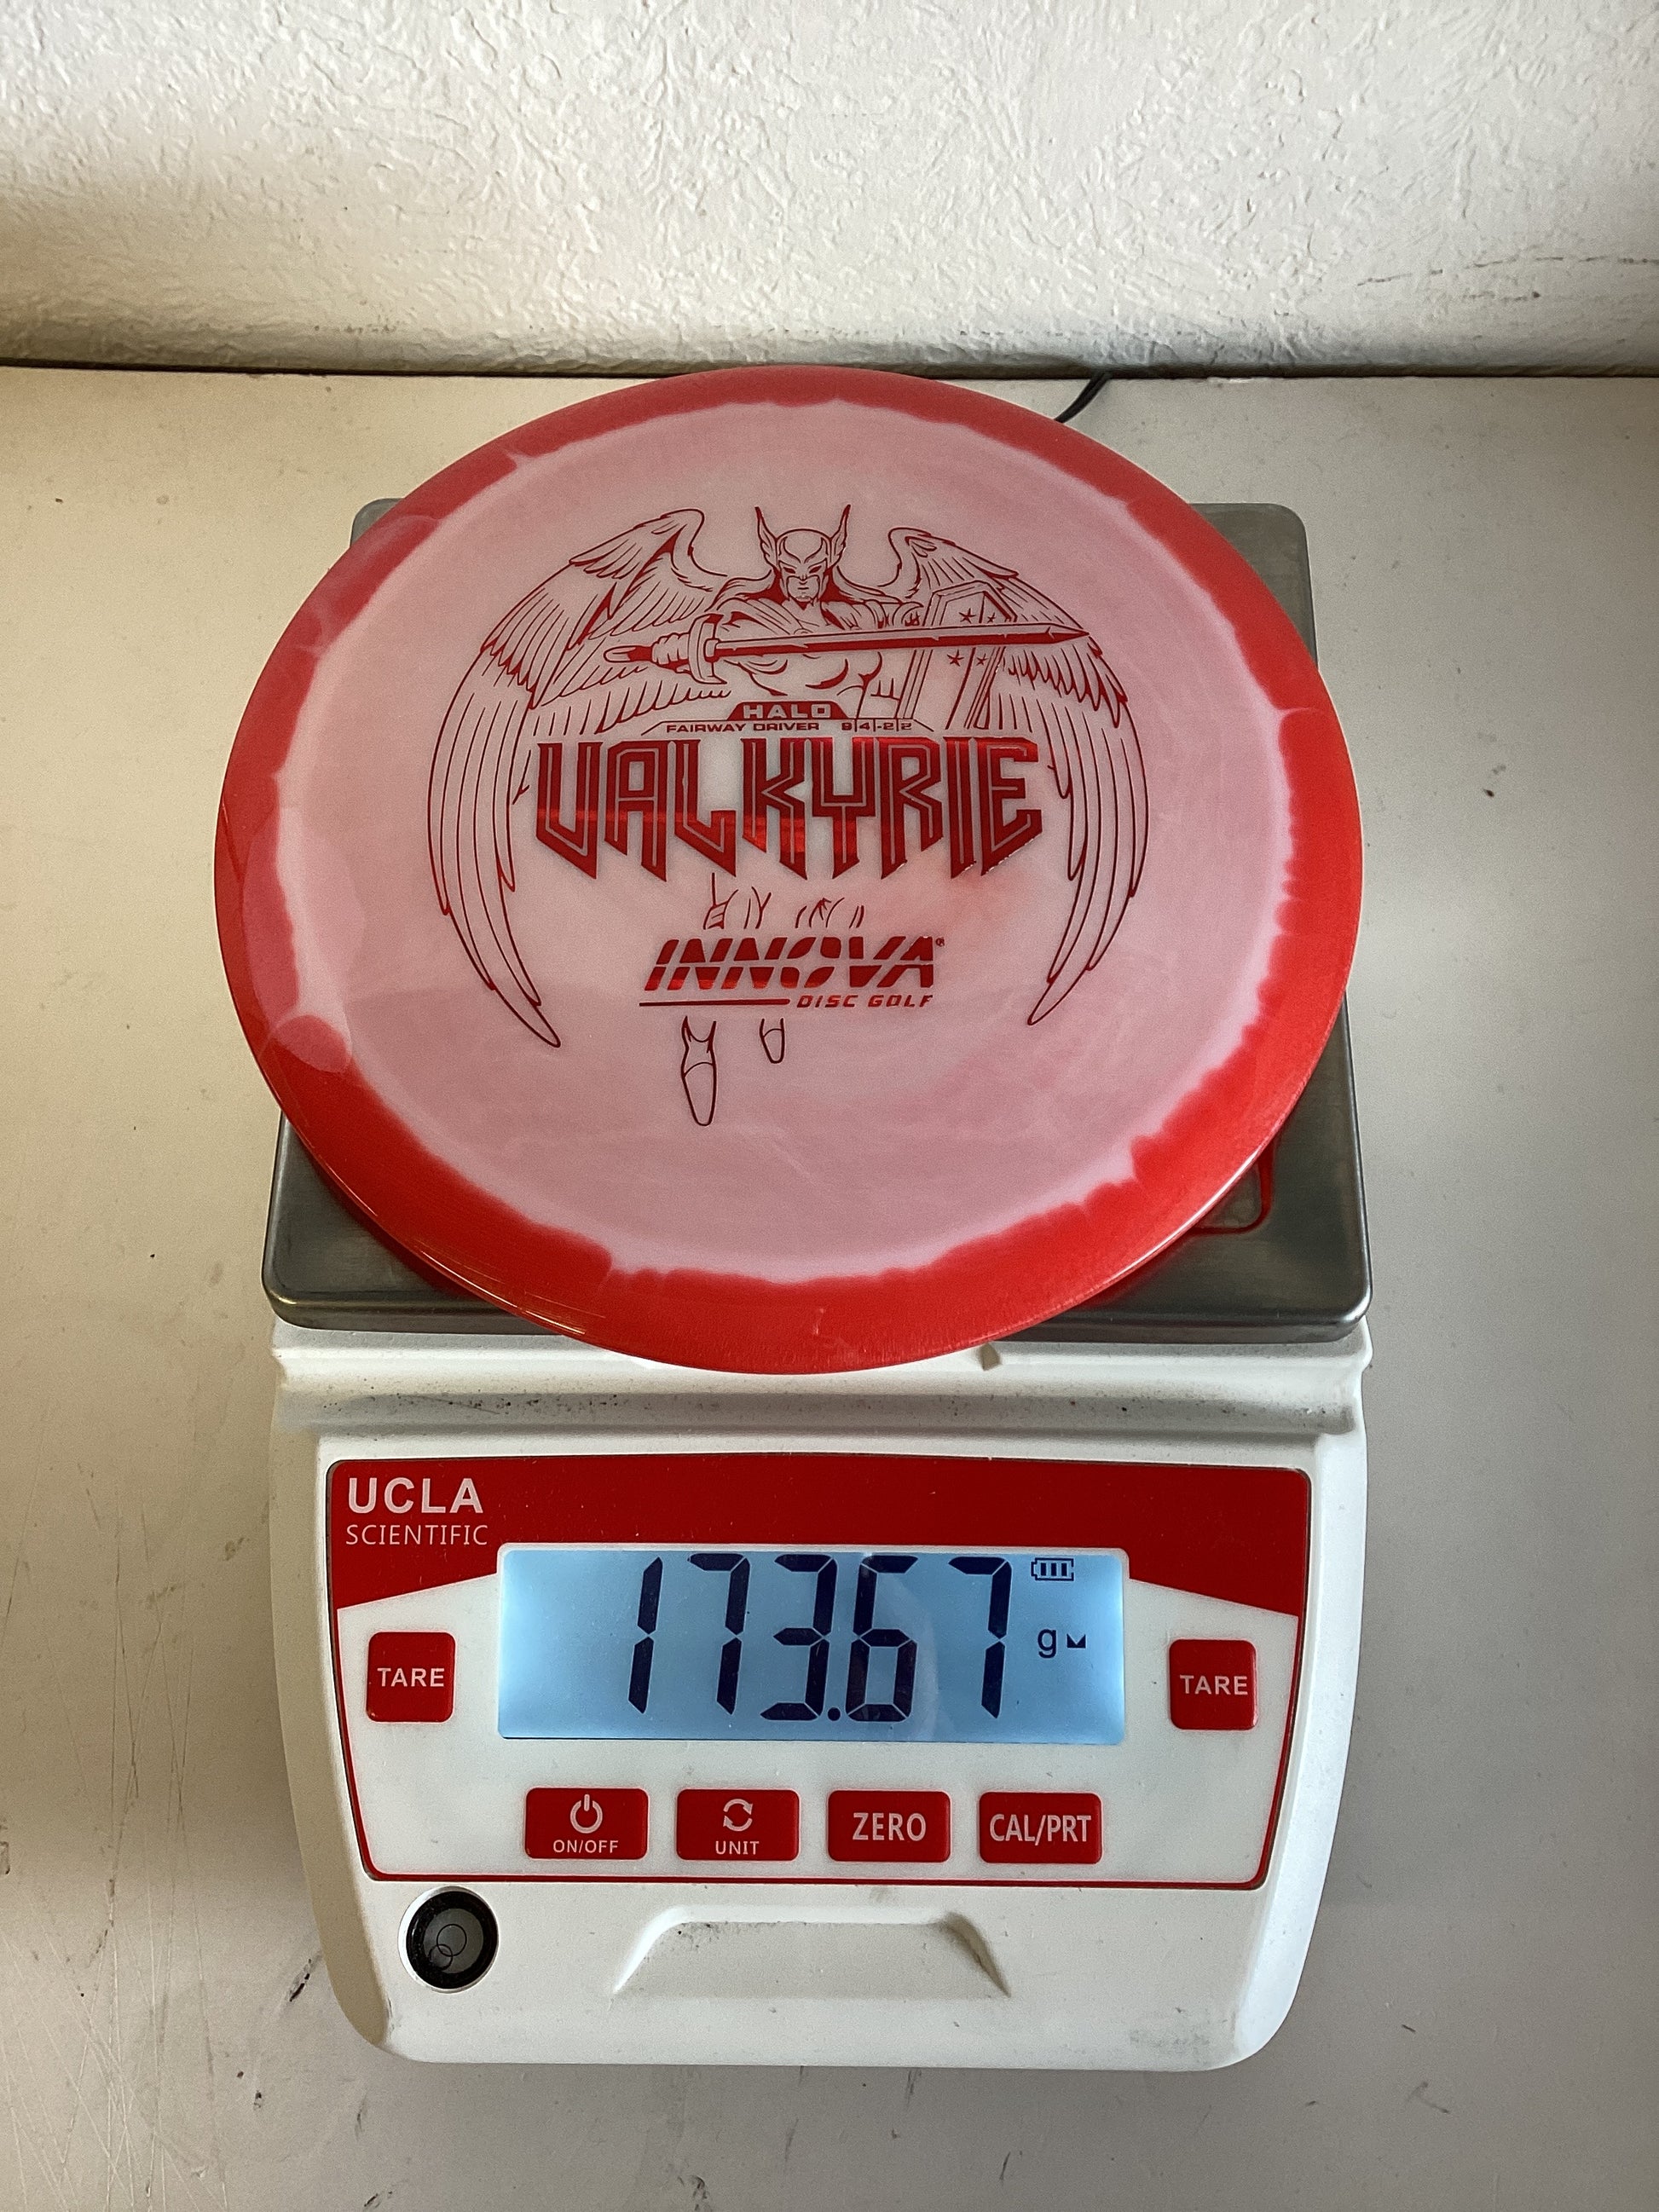 HALO
FAIRWAY DRIVER 9|4|-2|2
VALKYRIE
INNOVA®
DISC GOLF
UCLA
SCIENTIFIC
173.67 g
TARE
TARE
ON/OFF
UNIT
ZERO
CAL/PRT